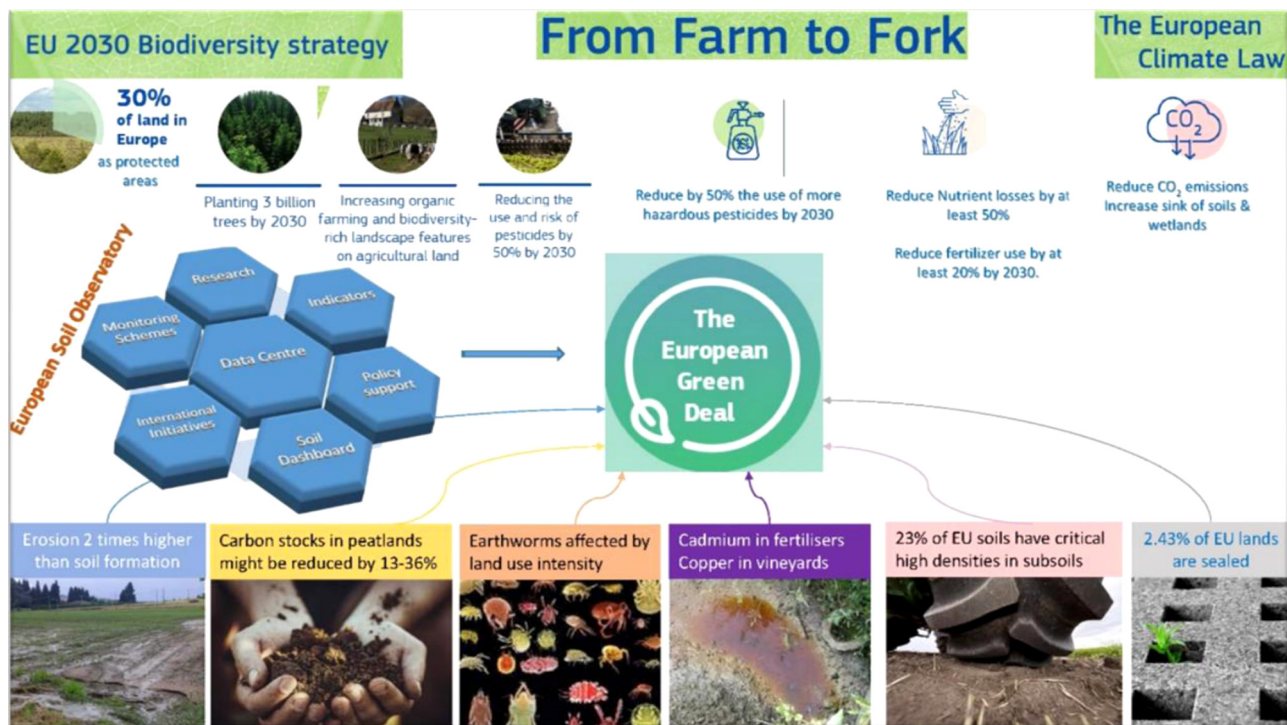 EU 2030 Biodiversity strategy
From Farm to Fork
The European
Climate Law
30%
of land in
Europe
as protected
areas
Planting 3 billion
trees by 2030
Increasing organic
farming and biodiversity-
rich landscape features
on agricultural land
Reducing the
use and risk of
pesticides by
50% by 2030
Reduce by 50% the use of more
hazardous pesticides by 2030
Reduce Nutrient losses by at
least 50%
Reduce fertilizer use by at
least 20% by 2030.
CO2
Reduce CO2 emissions
Increase sink of soils &
wetlands
European Soil Observatory
Research
Indicators
Monitoring
Schemes
Data Centre
Policy
support
International
Initiatives
Soil
Dashboard
The
European
Green
Deal
Erosion 2 times higher
than soil formation
Carbon stocks in peatlands
might be reduced by 13-36%
Earthworms affected by
land use intensity
Cadmium in fertilisers
Copper in vineyards
23% of EU soils have critical
high densities in subsoils
2.43% of EU lands
are sealed